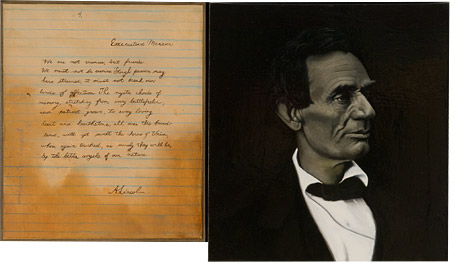 Executive Mansion
We are not enemies, but friends
We must not be enemies Though passion may
have strained it must not break our
bonds of affection The mystic chords of
memory, stretching from every battlefield,
and patriot grave, to every living
heart and hearthstone, all over this broad
land, will yet swell the chorus of Union,
when again touched, as surely they will be,
by the better angels of our nature
A Lincoln